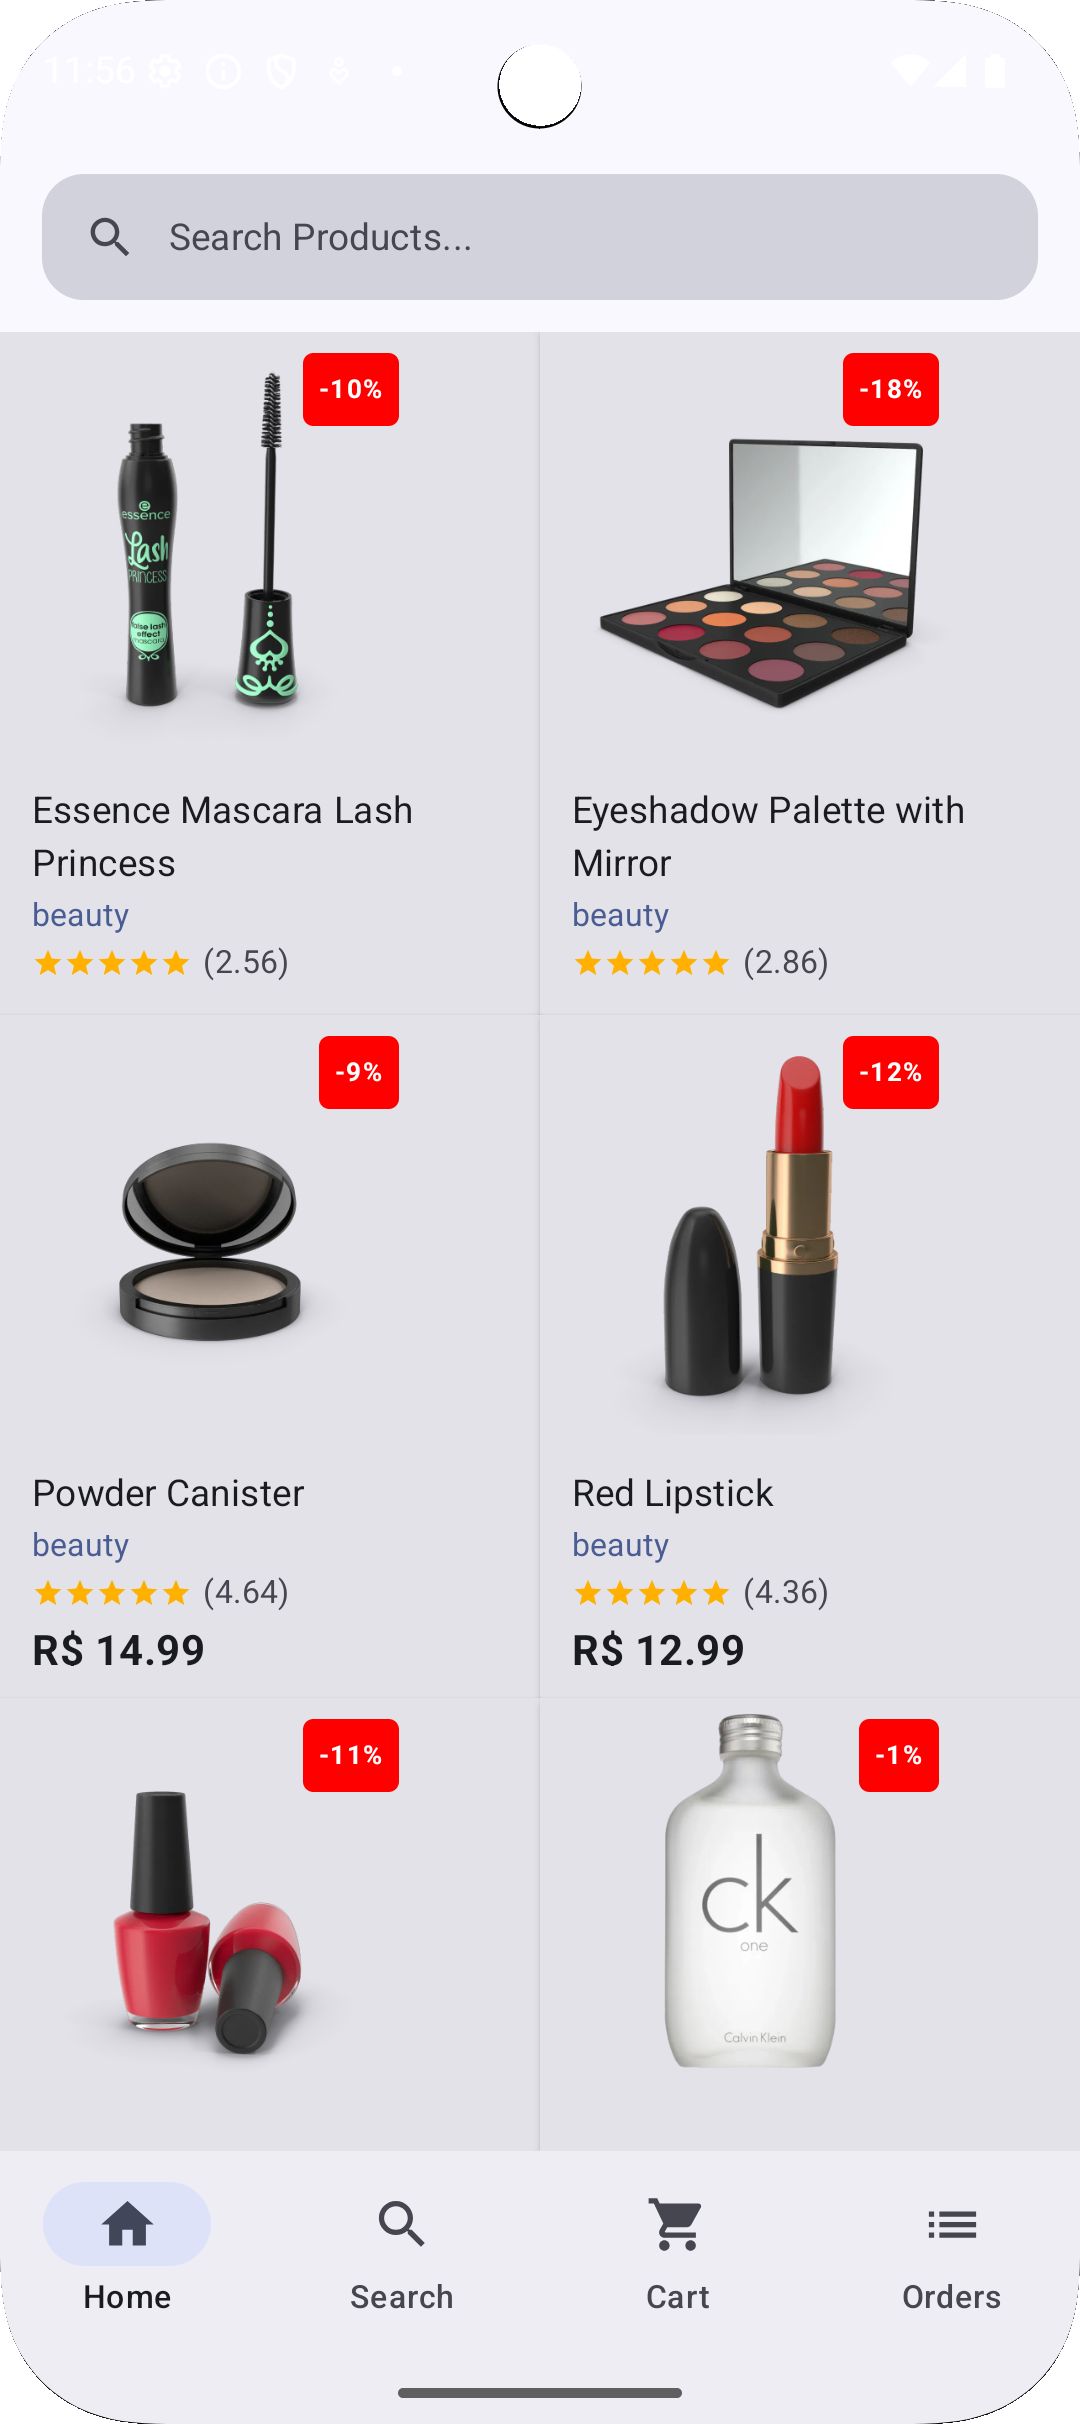 11:56
Search Products...
-10%
-18%
essence
Lash
PRINCESS
false lash
effect
mascara
Essence Mascara Lash
Princess
beauty
(2.56)
Eyeshadow Palette with
Mirror
beauty
(2.86)
-9%
-12%
Powder Canister
beauty
(4.64)
R$ 14.99
Red Lipstick
beauty
(4.36)
R$ 12.99
-11%
-1%
ck
one
Calvin Klein
Home
Search
Cart
Orders